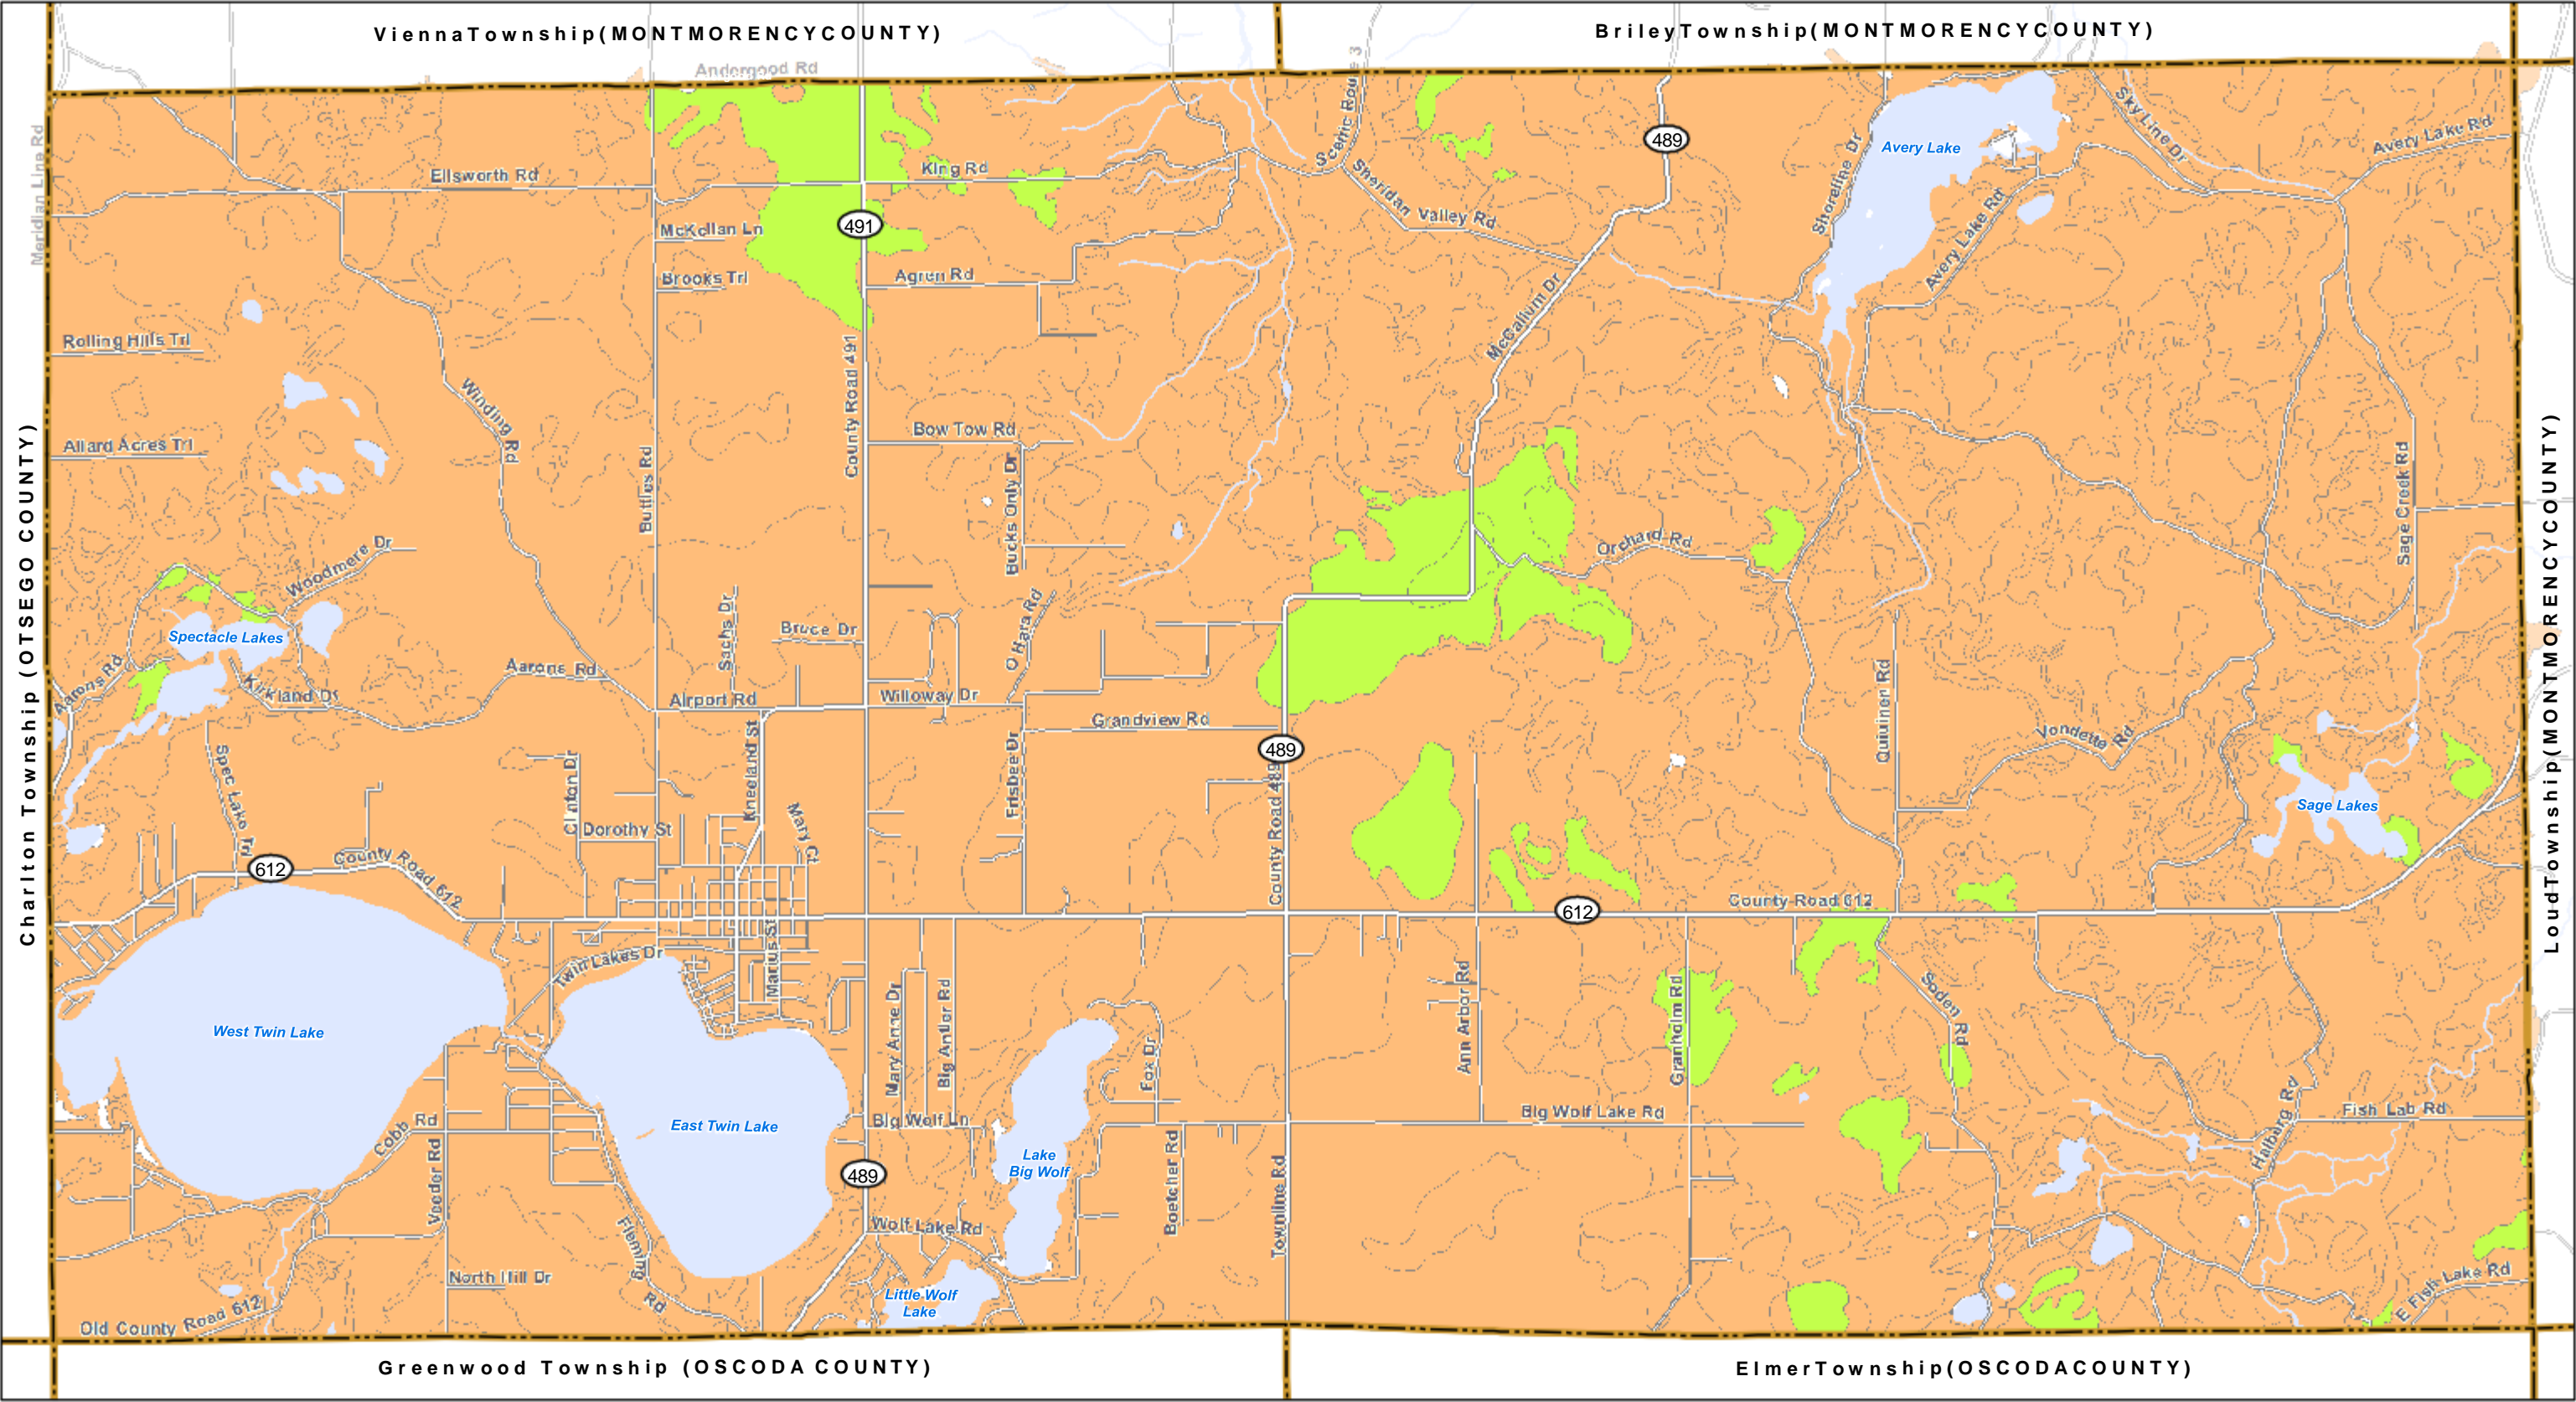 ViennaTownship(MONTMORENCYCOUNTY)
BrileyTownship(MONTMORENCYCOUNTY)
Andergood Rd
Meridian Line Rd
Ellsworth Rd
King Rd
Scenic Route 3
Sheridan Valley Rd
489
Shoreline Dr
Avery Lake
Sky Line Dr
Avery Lake Rd
Avery Lake Rd
491
McKellan Ln
Brooks Trl
Agren Rd
McCallum Dr
Rolling Hills Trl
Winding Rd
County Road 491
Allard Acres Trl
Buttles Rd
Bow Tow Rd
Bucks Only Dr
Sage Creek Rd
Charlton Township (OTSEGO COUNTY)
LoudTownship(MONTMORENCYCOUNTY)
Orchard Rd
Woodmere Dr
Spectacle Lakes
Sachs Dr
Bruce Dr
O Hara Rd
Aarons Rd
Kirkland Dr
Aarons Rd
Airport Rd
Willoway Dr
Grandview Rd
Quiuiner Rd
Vondette Rd
489
County Road 489
Spec Lake Trl
Clinton Dr
Kneeland St
Frisbee Dr
Mary Ct
Dorothy St
Sage Lakes
612
County Road 612
612
County Road 612
Twin Lakes Dr
Marius St
Mary Anne Dr
Big Antler Rd
Ann Arbor Rd
Granholm Rd
Soden Rd
West Twin Lake
Fox Dr
East Twin Lake
Big Wolf Ln
Big Wolf Lake Rd
Fish Lab Rd
Cobb Rd
Veeder Rd
489
Lake
Big Wolf
Boetcher Rd
Townline Rd
Halberg Rd
Wolf Lake Rd
Fleming Rd
North Hill Dr
Little Wolf
Lake
E Fish Lake Rd
Old County Road 612
Greenwood Township (OSCODA COUNTY)
ElmerTownship(OSCODACOUNTY)